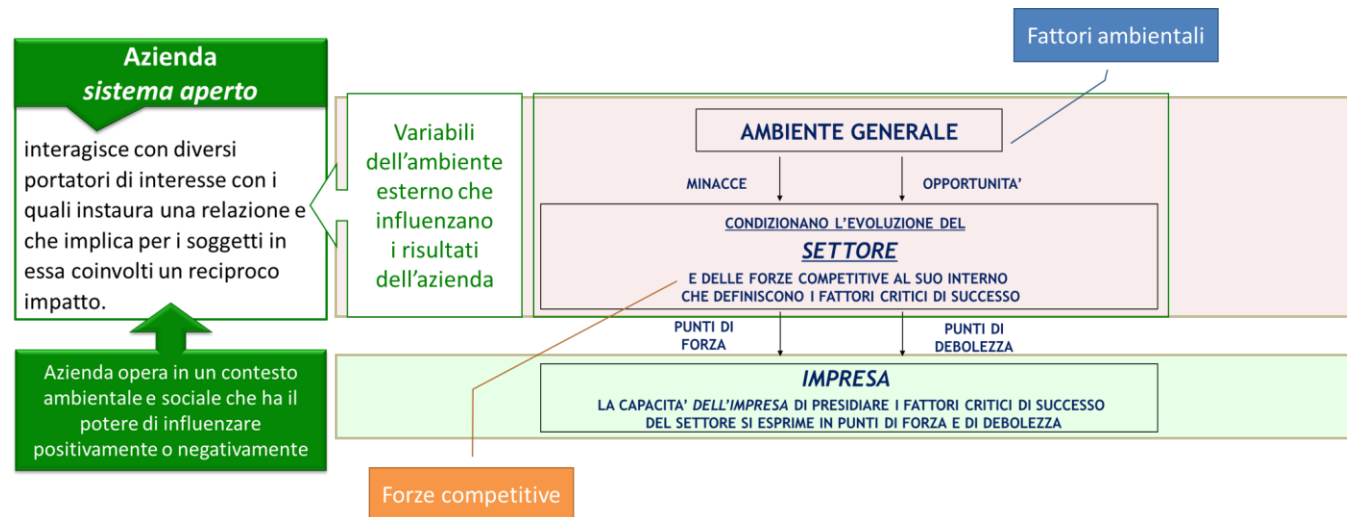 Fattori ambientali
Azienda
sistema aperto
interagisce con diversi
portatori di interesse con i
quali instaura una relazione e
che implica per i soggetti in
essa coinvolti un reciproco
impatto.
Azienda opera in un contesto
ambientale e sociale che ha il
potere di influenzare
positivamente o negativamente
Variabili
dell’ambiente
esterno che
influenzano
i risultati
dell’azienda
AMBIENTE GENERALE
MINACCE
OPPORTUNITA’
CONDIZIONANO L’EVOLUZIONE DEL
SETTORE
E DELLE FORZE COMPETITIVE AL SUO INTERNO
CHE DEFINISCONO I FATTORI CRITICI DI SUCCESSO
PUNTI DI
FORZA
PUNTI DI
DEBOLEZZA
IMPRESA
LA CAPACITA’ DELL’IMPRESA DI PRESIDIARE I FATTORI CRITICI DI SUCCESSO
DEL SETTORE SI ESPRIME IN PUNTI DI FORZA E DI DEBOLEZZA
Forze competitive